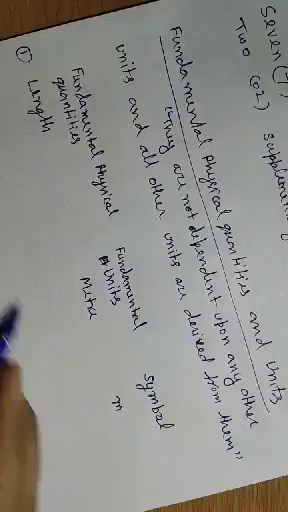 Seven (7)
Two (02) supplement
Fundamental Physical quantities and Units
"They are not dependent upon any other
units and all other units are derived from them"
Fundamental Physical quantities Fundamental Units Symbol
① Length Metre m